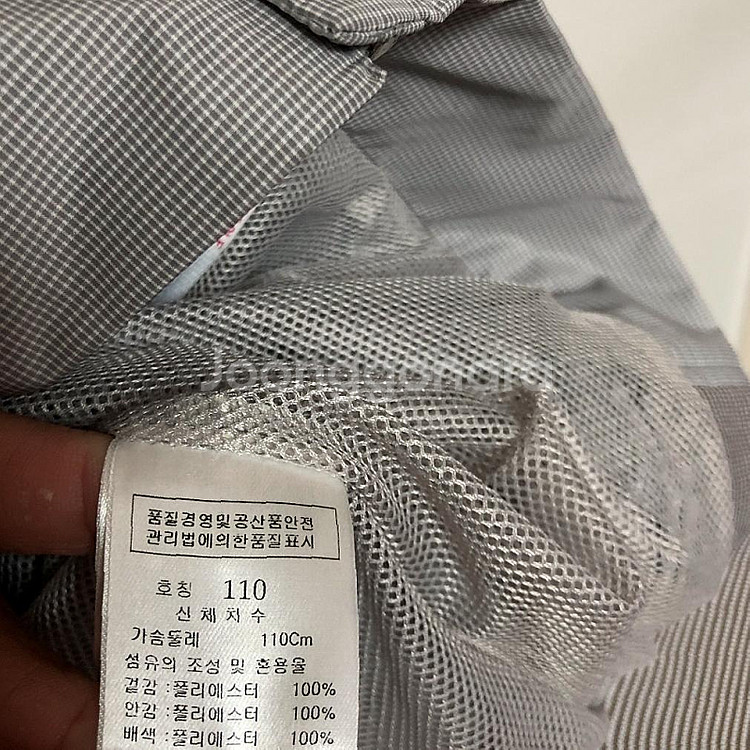 Joonggonara
품질경영및공산품안전
관리법에의한품질표시
호칭 110
신체치수
가슴둘레 110Cm
섬유의 조성 및 혼용율
겉감:폴리에스터 100%
안감:폴리에스터 100%
배색:폴리에스터 100%